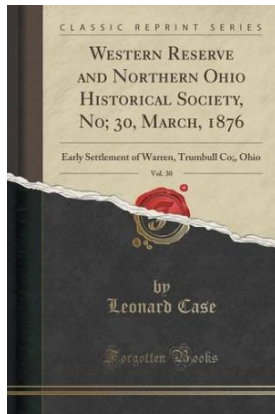 CLASSIC REPRINT SERIES
WESTERN RESERVE
AND NORTHERN OHIO
HISTORICAL SOCIETY,
NO; 30, MARCH, 1876
EARLY SETTLEMENT OF WARREN, TRUMBULL CO;, OHIO
Vol. 30
by
Leonard Case
Forgotten Books